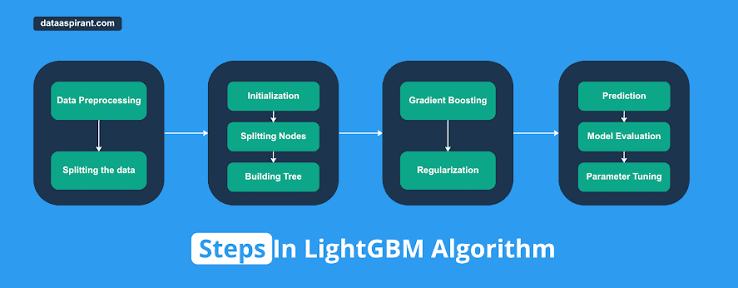 dataaspirant.com
Data Preprocessing
Splitting the data
Initialization
Splitting Nodes
Building Tree
Gradient Boosting
Regularization
Prediction
Model Evaluation
Parameter Tuning
Steps In LightGBM Algorithm